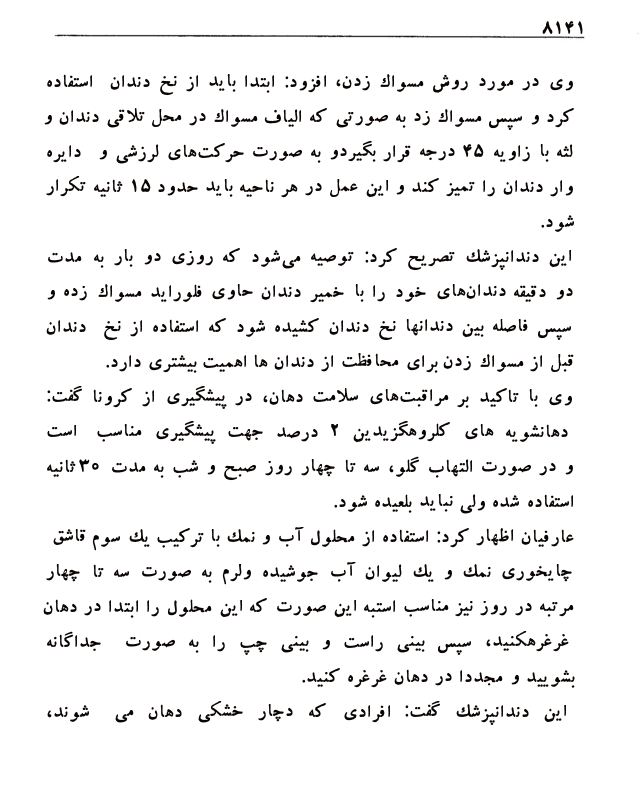 ۸۱۴۱
وی در مورد روش مسواك زدن، افزود: ابتدا باید از نخ دندان استفاده
کرد و سپس مسواك زد به صورتی که الیاف مسواك در محل تلاقی دندان و
لثه با زاویه ۴۵ درجه قرار بگیردو به صورت حرکت‌های لرزشی و دایره
وار دندان را تمیز کند و این عمل در هر ناحیه باید حدود ۱۵ ثانیه تکرار
شود.
این دندانپزشك تصریح کرد: توصیه می‌شود که روزی دو بار به مدت
دو دقیقه دندان‌های خود را با خمیر دندان حاوی فلوراید مسواك زده و
سپس فاصله بین دندانها نخ دندان کشیده شود که استفاده از نخ دندان
قبل از مسواك زدن برای محافظت از دندان ها اهمیت بیشتری دارد.
وی با تاکید بر مراقبت‌های سلامت دهان، در پیشگیری از کرونا گفت:
دهانشویه های کلروهگزیدین ۲ درصد جهت پیشگیری مناسب است
و در صورت التهاب گلو، سه تا چهار روز صبح و شب به مدت ۳۰ثانیه
استفاده شده ولی نباید بلعیده شود.
عارفیان اظهار کرد: استفاده از محلول آب و نمك با ترکیب یك سوم قاشق
چایخوری نمك و یك لیوان آب جوشیده ولرم به صورت سه تا چهار
مرتبه در روز نیز مناسب استبه این صورت که این محلول را ابتدا در دهان
غرغرهکنید، سپس بینی راست و بینی چپ را به صورت جداگانه
بشویید و مجددا در دهان غرغره کنید.
این دندانپزشك گفت: افرادی که دچار خشکی دهان می شوند،